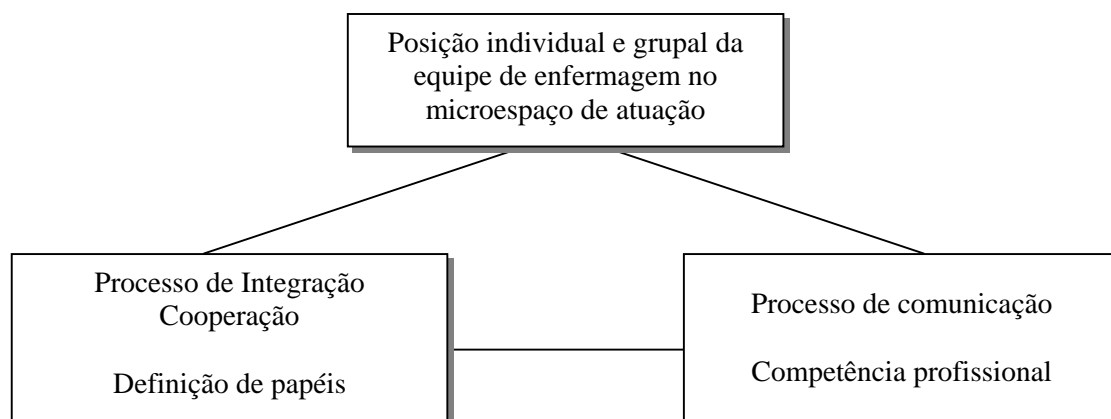 Posição individual e grupal da
equipe de enfermagem no
microespaço de atuação
Processo de Integração
Cooperação
Definição de papéis
Processo de comunicação
Competência profissional